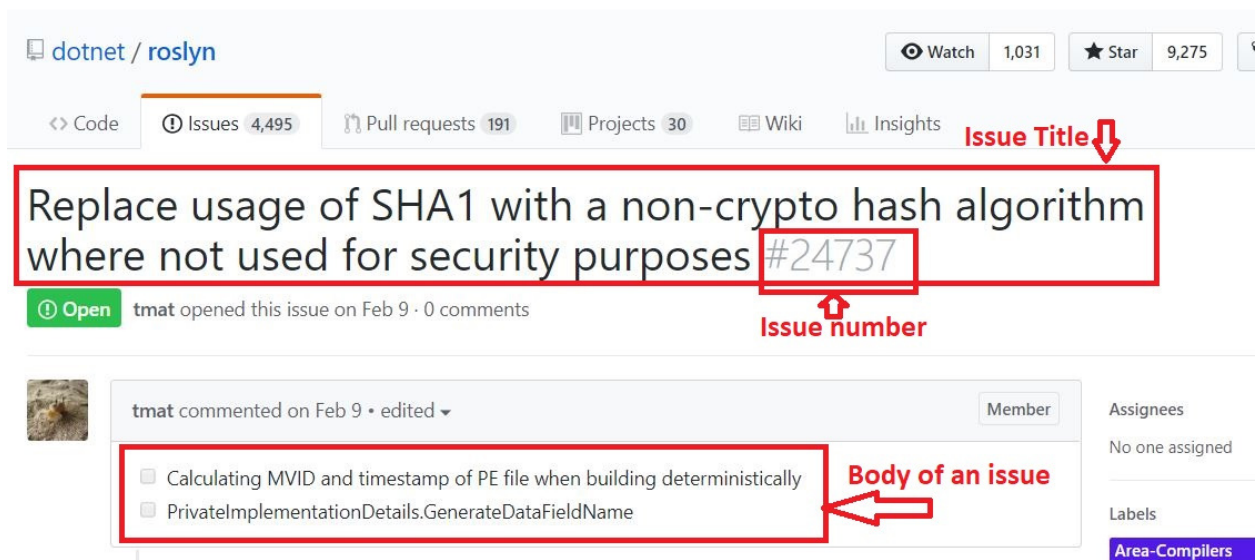 dotnet / roslyn
Watch 1,031 Star 9,275
Code Issues 4,495 Pull requests 191 Projects 30 Wiki Insights
Issue Title
Replace usage of SHA1 with a non-crypto hash algorithm
where not used for security purposes #24737
Open tmat opened this issue on Feb 9 · 0 comments
Issue number
tmat commented on Feb 9 • edited Member
Assignees
No one assigned
Calculating MVID and timestamp of PE file when building deterministically
PrivateImplementationDetails.GenerateDataFieldName
Body of an issue
Labels
Area-Compilers